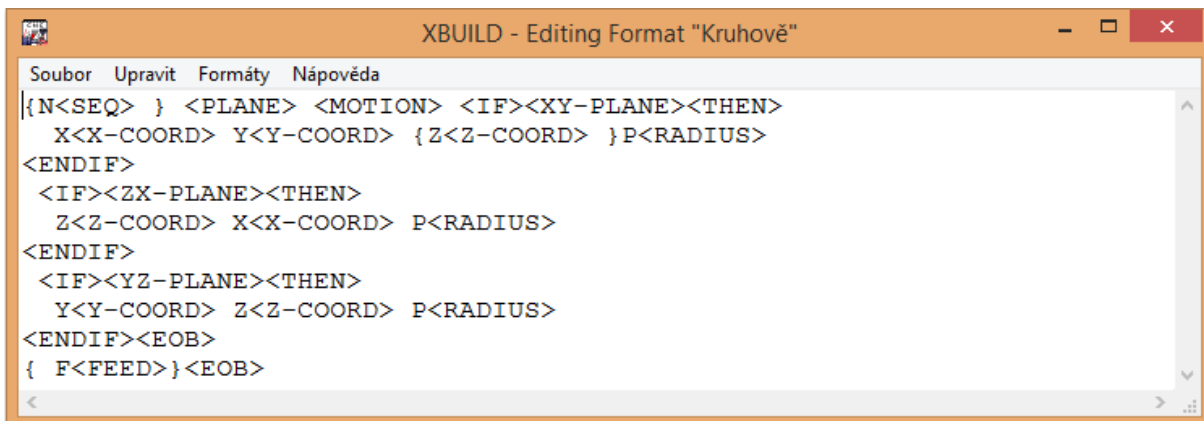 XBUILD - Editing Format "Kruhově"
Soubor Upravit Formáty Nápověda
{N<SEQ> } <PLANE> <MOTION> <IF><XY-PLANE><THEN>
X<X-COORD> Y<Y-COORD> {Z<Z-COORD> }P<RADIUS>
<ENDIF>
<IF><ZX-PLANE><THEN>
Z<Z-COORD> X<X-COORD> P<RADIUS>
<ENDIF>
<IF><YZ-PLANE><THEN>
Y<Y-COORD> Z<Z-COORD> P<RADIUS>
<ENDIF><EOB>
{ F<FEED>}<EOB>